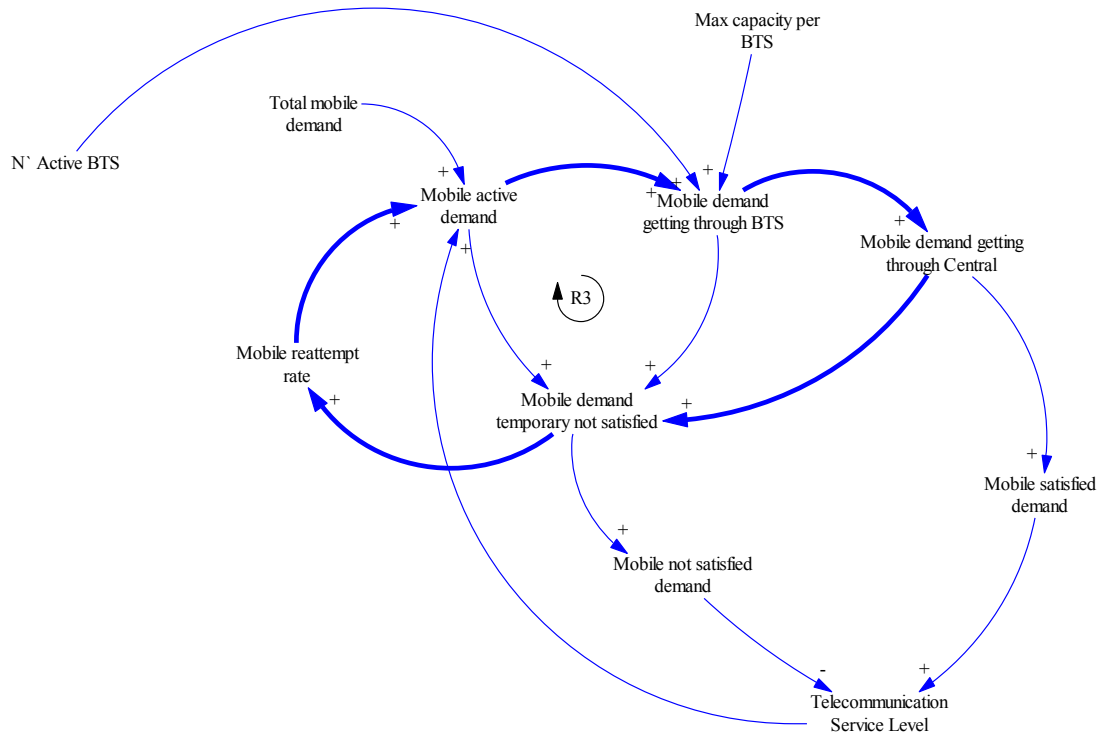 Max capacity per
BTS
Total mobile
demand
N` Active BTS
+
+
+
+
Mobile active
demand
Mobile demand
getting through BTS
+
+
+
Mobile demand getting
through Central
R3
Mobile reattempt
rate
+
+
+
+
Mobile demand
temporary not satisfied
+
Mobile satisfied
demand
+
Mobile not satisfied
demand
-
+
Telecommunication
Service Level